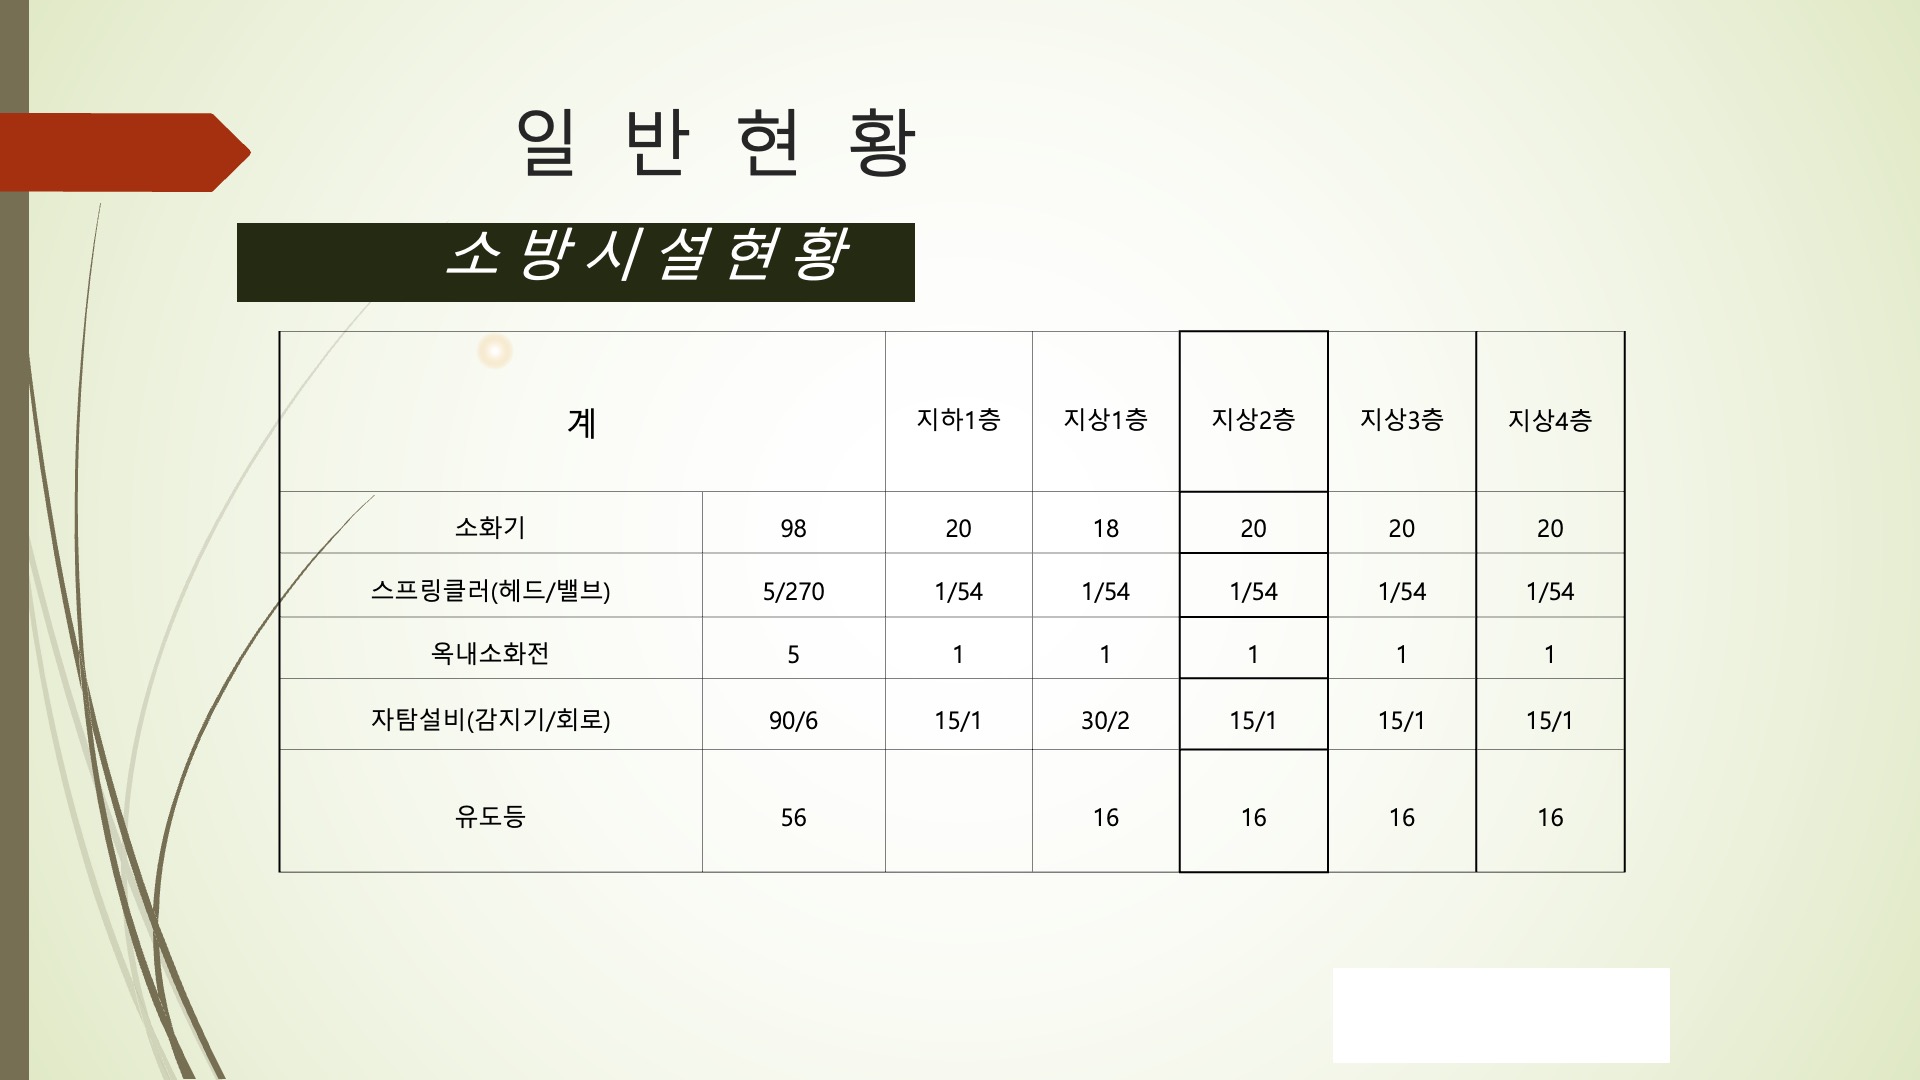 일 반 현 황
소 방 시 설 현 황
계 지하1층 지상1층 지상2층 지상3층 지상4층
소화기 98 20 18 20 20 20
스프링클러(헤드/밸브) 5/270 1/54 1/54 1/54 1/54 1/54
옥내소화전 5 1 1 1 1 1
자탐설비(감지기/회로) 90/6 15/1 30/2 15/1 15/1 15/1
유도등 56 16 16 16 16